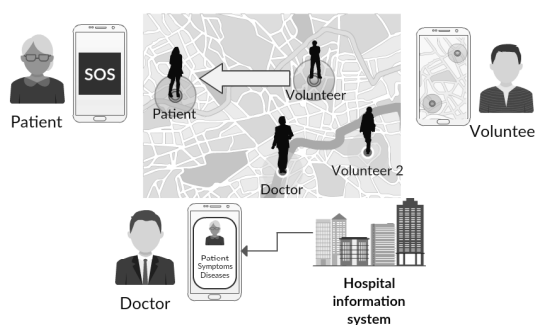 SOS
Patient
Patient
Volunteer
Doctor
Volunteer 2
Voluntee
Doctor
Patient
Symptoms
Diseases
Hospital
information
system